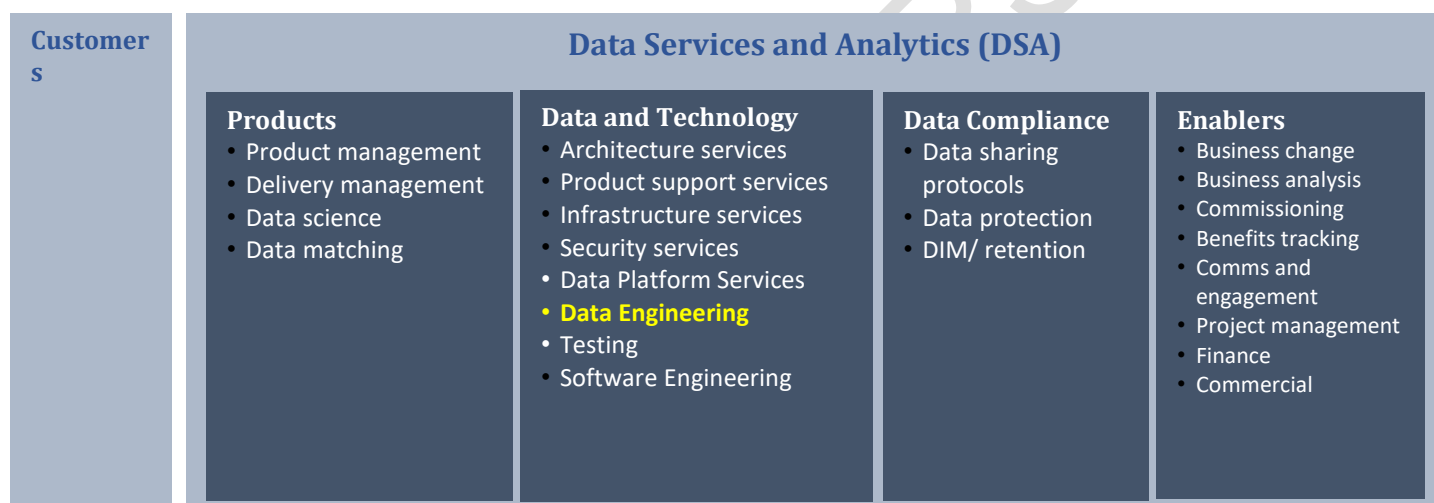 Customer
s
Data Services and Analytics (DSA)
Products
• Product management
• Delivery management
• Data science
• Data matching
Data and Technology
• Architecture services
• Product support services
• Infrastructure services
• Security services
• Data Platform Services
• Data Engineering
• Testing
• Software Engineering
Data Compliance
• Data sharing
protocols
• Data protection
• DIM/ retention
Enablers
• Business change
• Business analysis
• Commissioning
• Benefits tracking
• Comms and
engagement
• Project management
• Finance
• Commercial